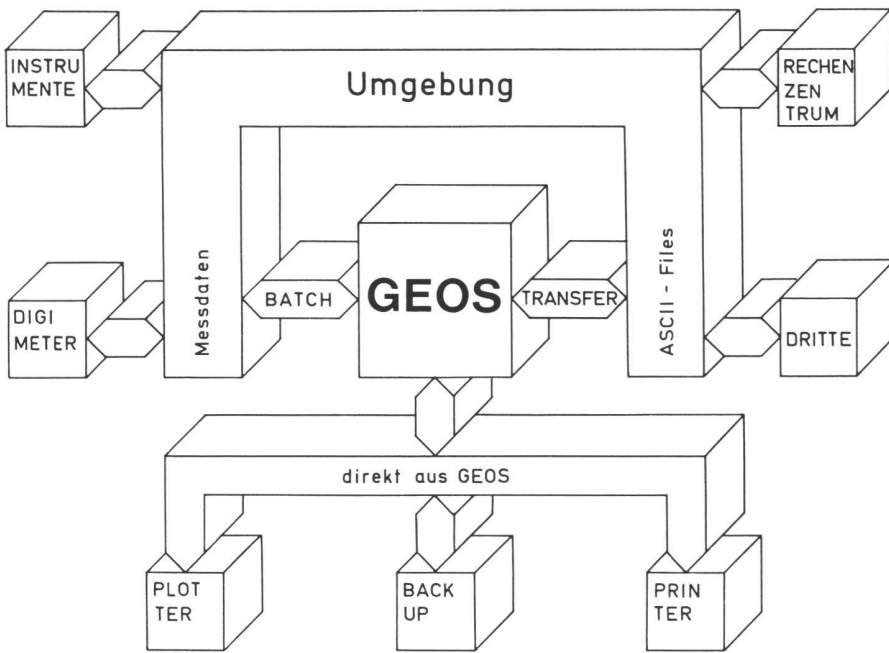 INSTRU
MENTE
Umgebung
RECHEN
ZEN
TRUM
DIGI
METER
Messdaten
BATCH
GEOS
TRANSFER
ASCII - Files
DRITTE
direkt aus GEOS
PLOT
TER
BACK
UP
PRIN
TER